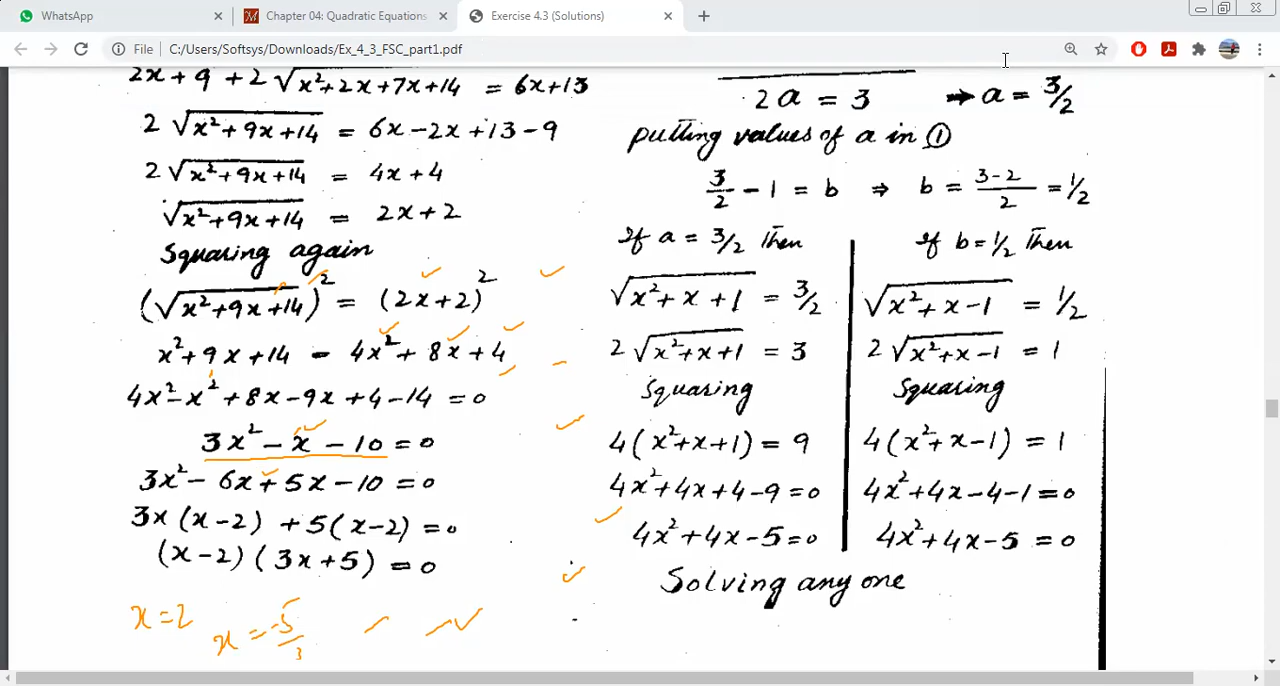 WhatsApp
Chapter 04: Quadratic Equations
Exercise 4.3 (Solutions)
File
C:/Users/Softsys/Downloads/Ex_4_3_FSC_part1.pdf
2x+9 +2 √(x²+2x+7x+14) = 6x+13
2 √(x²+9x+14) = 6x-2x+13-9
2 √(x²+9x+14) = 4x+4
√(x²+9x+14) = 2x+2
Squaring again
(√(x²+9x+14))² = (2x+2)²
x²+9x+14 = 4x²+8x+4
4x²-x²+8x-9x+4-14 =0
3x²-x-10=0
3x²-6x+5x-10=0
3x(x-2) +5(x-2)=0
(x-2)(3x+5)=0
x=2 x=-5/3
2a = 3 ⇒ a = 3/2
putting values of a in ①
3/2 - 1 = b ⇒ b = (3-2)/2 = 1/2
If a = 3/2 Then
√(x²+x+1) = 3/2
2 √(x²+x+1) = 3
Squaring
4(x²+x+1) = 9
4x²+4x+4-9=0
4x²+4x-5=0
If b=1/2 Then
√(x²+x-1) = 1/2
2 √(x²+x-1) = 1
Squaring
4(x²+x-1) = 1
4x²+4x-4-1=0
4x²+4x-5=0
Solving any one